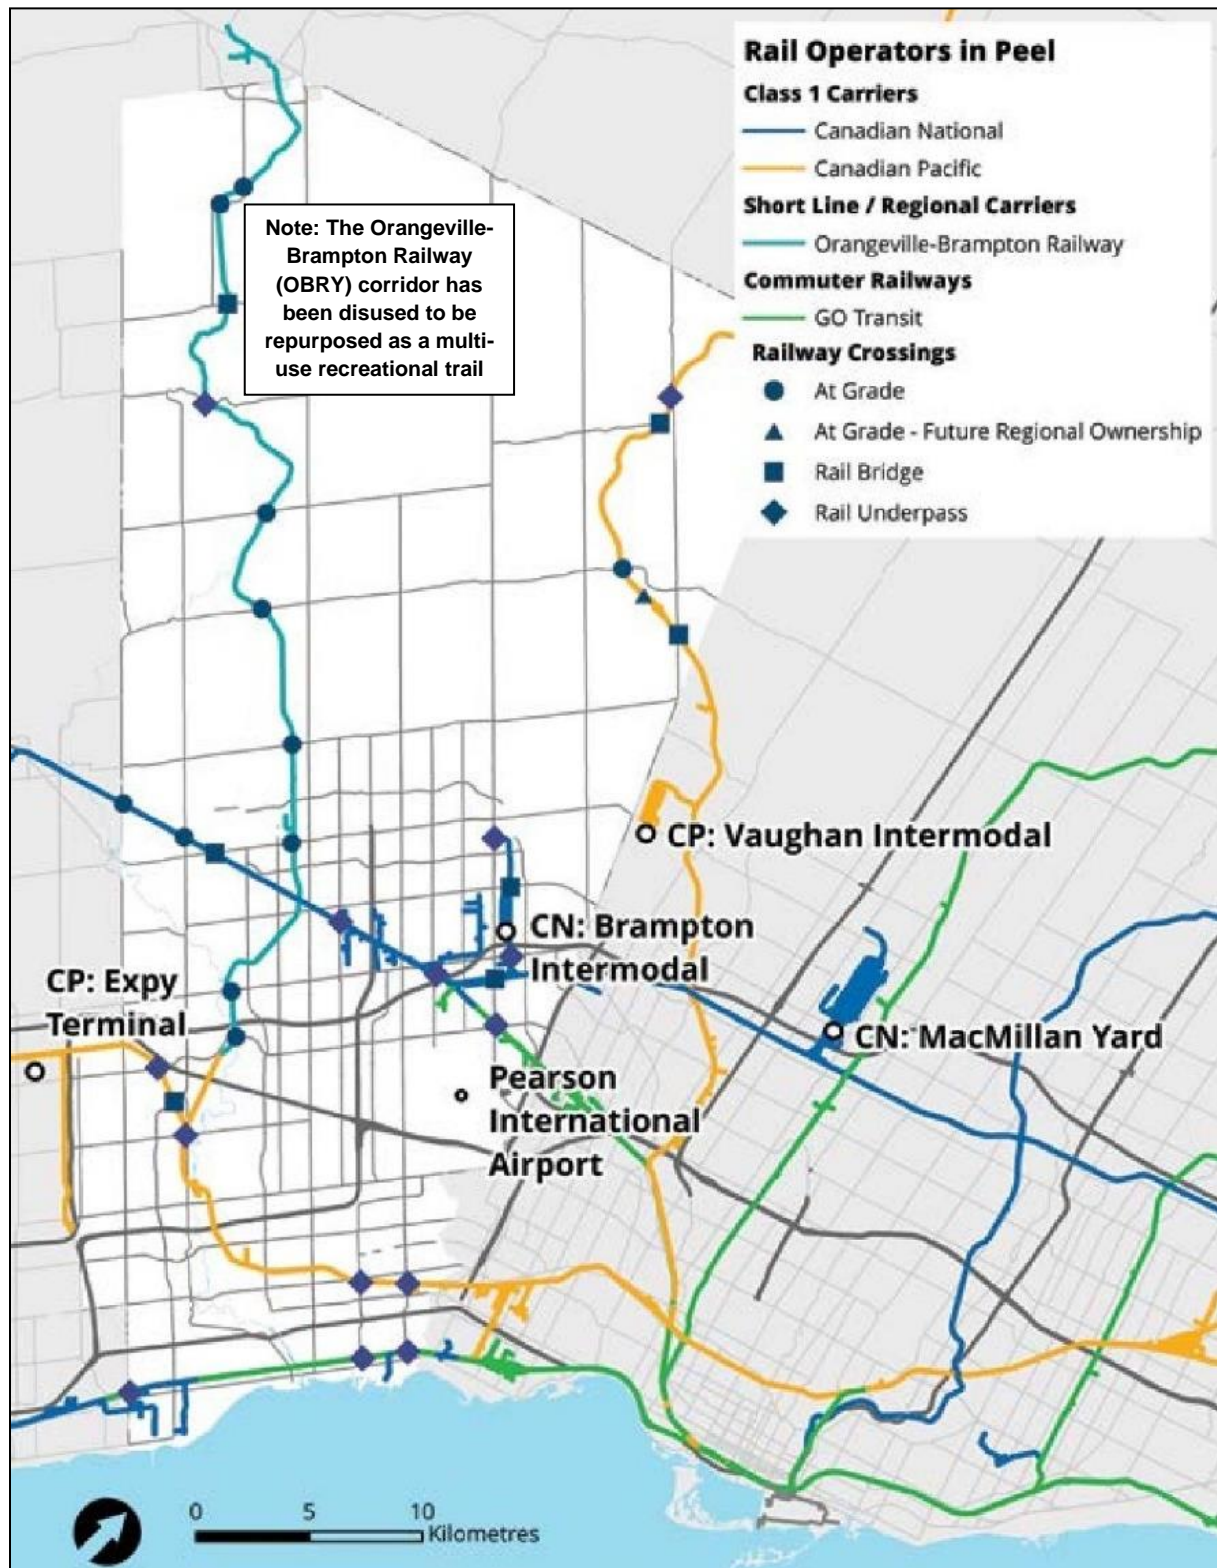 Rail Operators in Peel
Class 1 Carriers
Canadian National
Canadian Pacific
Short Line / Regional Carriers
Orangeville-Brampton Railway
Commuter Railways
GO Transit
Railway Crossings
At Grade
At Grade - Future Regional Ownership
Rail Bridge
Rail Underpass
Note: The Orangeville-
Brampton Railway
(OBRY) corridor has
been disused to be
repurposed as a multi-
use recreational trail
CP: Vaughan Intermodal
CN: Brampton
Intermodal
CP: Expy
Terminal
CN: MacMillan Yard
Pearson
International
Airport
0 5 10
Kilometres